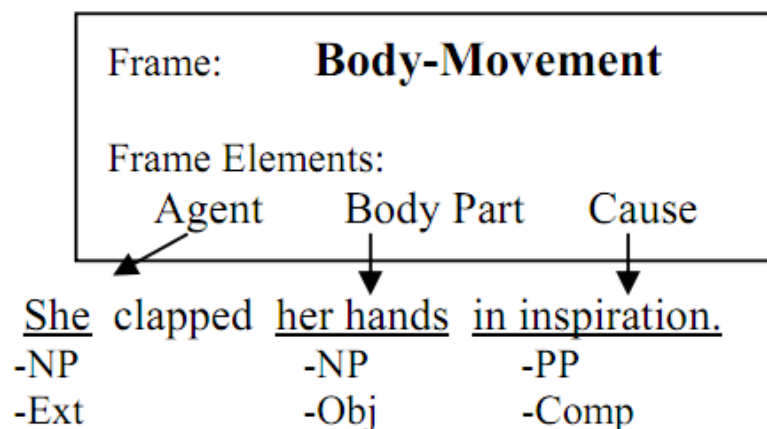 Frame: Body-Movement
Frame Elements:
Agent Body Part Cause
She clapped her hands in inspiration.
-NP -NP -PP
-Ext -Obj -Comp